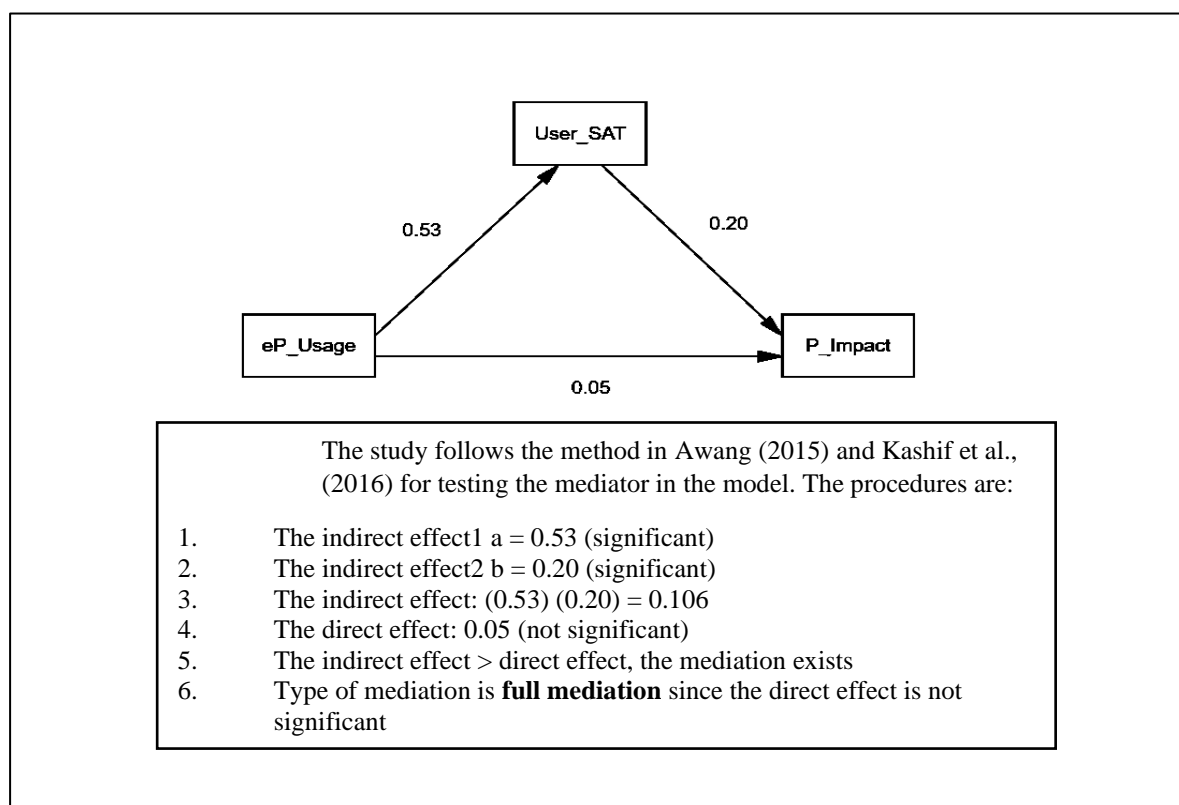 User_SAT
0.53
0.20
eP_Usage
P_Impact
0.05
The study follows the method in Awang (2015) and Kashif et al.,
(2016) for testing the mediator in the model. The procedures are:
1. The indirect effect1 a = 0.53 (significant)
2. The indirect effect2 b = 0.20 (significant)
3. The indirect effect: (0.53) (0.20) = 0.106
4. The direct effect: 0.05 (not significant)
5. The indirect effect > direct effect, the mediation exists
6. Type of mediation is full mediation since the direct effect is not
significant